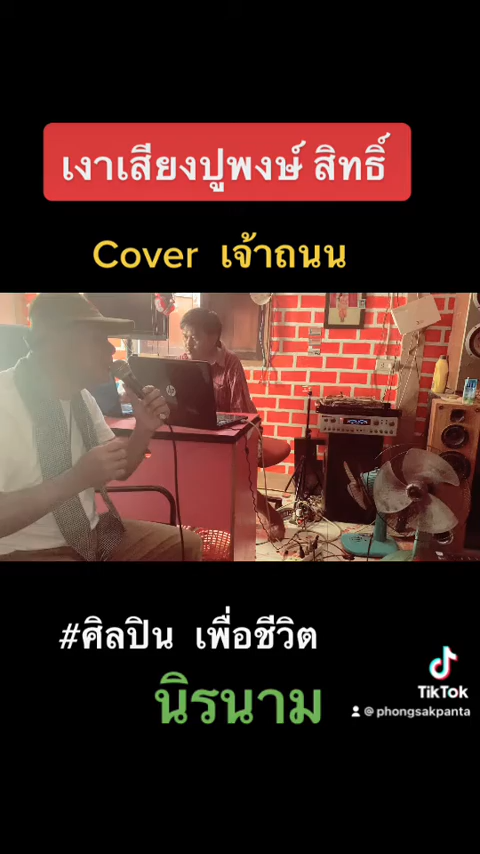 เงาเสียงปูพงษ์ สิทธิ์
Cover เจ้าถนน
#ศิลปิน เพื่อชีวิต
นิรนาม
TikTok
@phongsakpanta